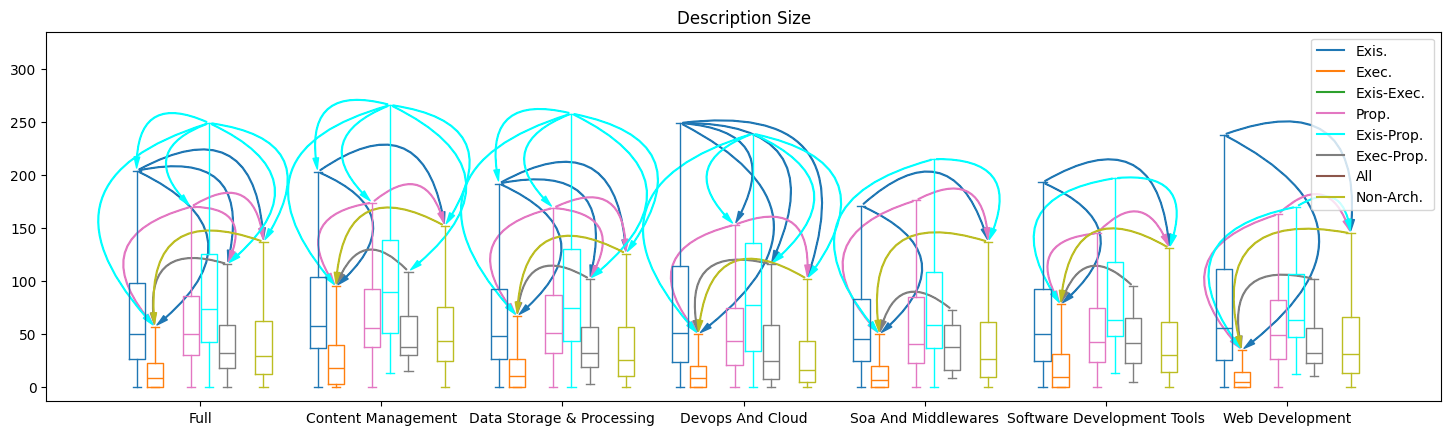 Description Size
300
250
200
150
100
50
0
Exis.
Exec.
Exis-Exec.
Prop.
Exis-Prop.
Exec-Prop.
All
Non-Arch.
Full
Content Management
Data Storage & Processing
Devops And Cloud
Soa And Middlewares
Software Development Tools
Web Development